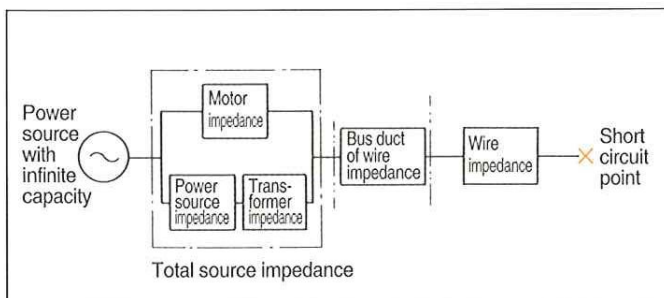 Power
source
with
infinite
capacity
Motor
impedance
Power
source
impedance
Trans-
former
impedance
Total source impedance
Bus duct
of wire
impedance
Wire
impedance
Short
circuit
point